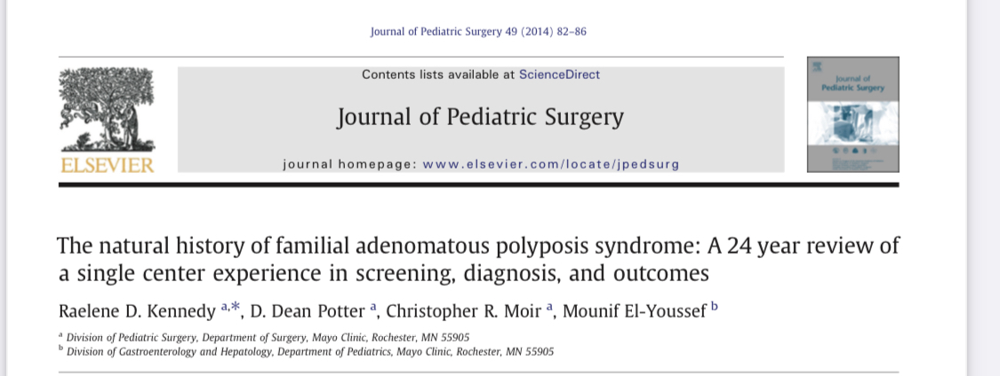 Journal of Pediatric Surgery 49 (2014) 82–86
Contents lists available at ScienceDirect
Journal of Pediatric Surgery
journal homepage: www.elsevier.com/locate/jpedsurg
ELSEVIER
Journal of
Pediatric Surgery
The natural history of familial adenomatous polyposis syndrome: A 24 year review of
a single center experience in screening, diagnosis, and outcomes
Raelene D. Kennedy a,*, D. Dean Potter a, Christopher R. Moir a, Mounif El-Youssef b
a Division of Pediatric Surgery, Department of Surgery, Mayo Clinic, Rochester, MN 55905
b Division of Gastroenterology and Hepatology, Department of Pediatrics, Mayo Clinic, Rochester, MN 55905